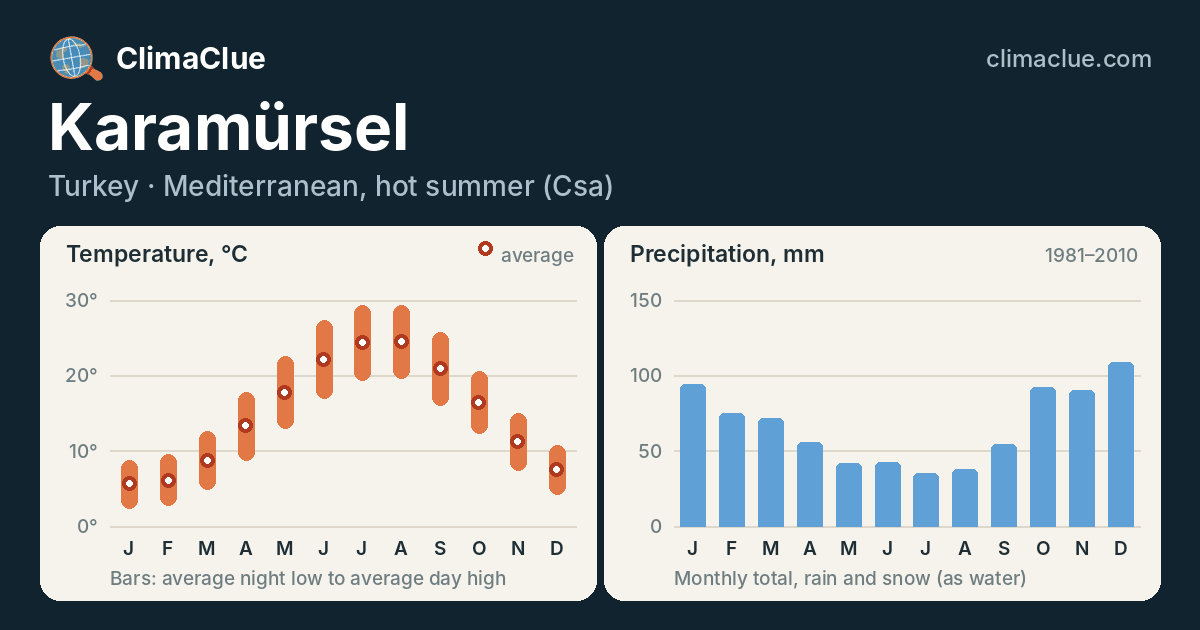 ClimaClue
climaclue.com
Karamürsel
Turkey · Mediterranean, hot summer (Csa)
Temperature, °C
average
30°
20°
10°
0°
J F M A M J J A S O N D
Bars: average night low to average day high
Precipitation, mm
1981–2010
150
100
50
0
J F M A M J J A S O N D
Monthly total, rain and snow (as water)